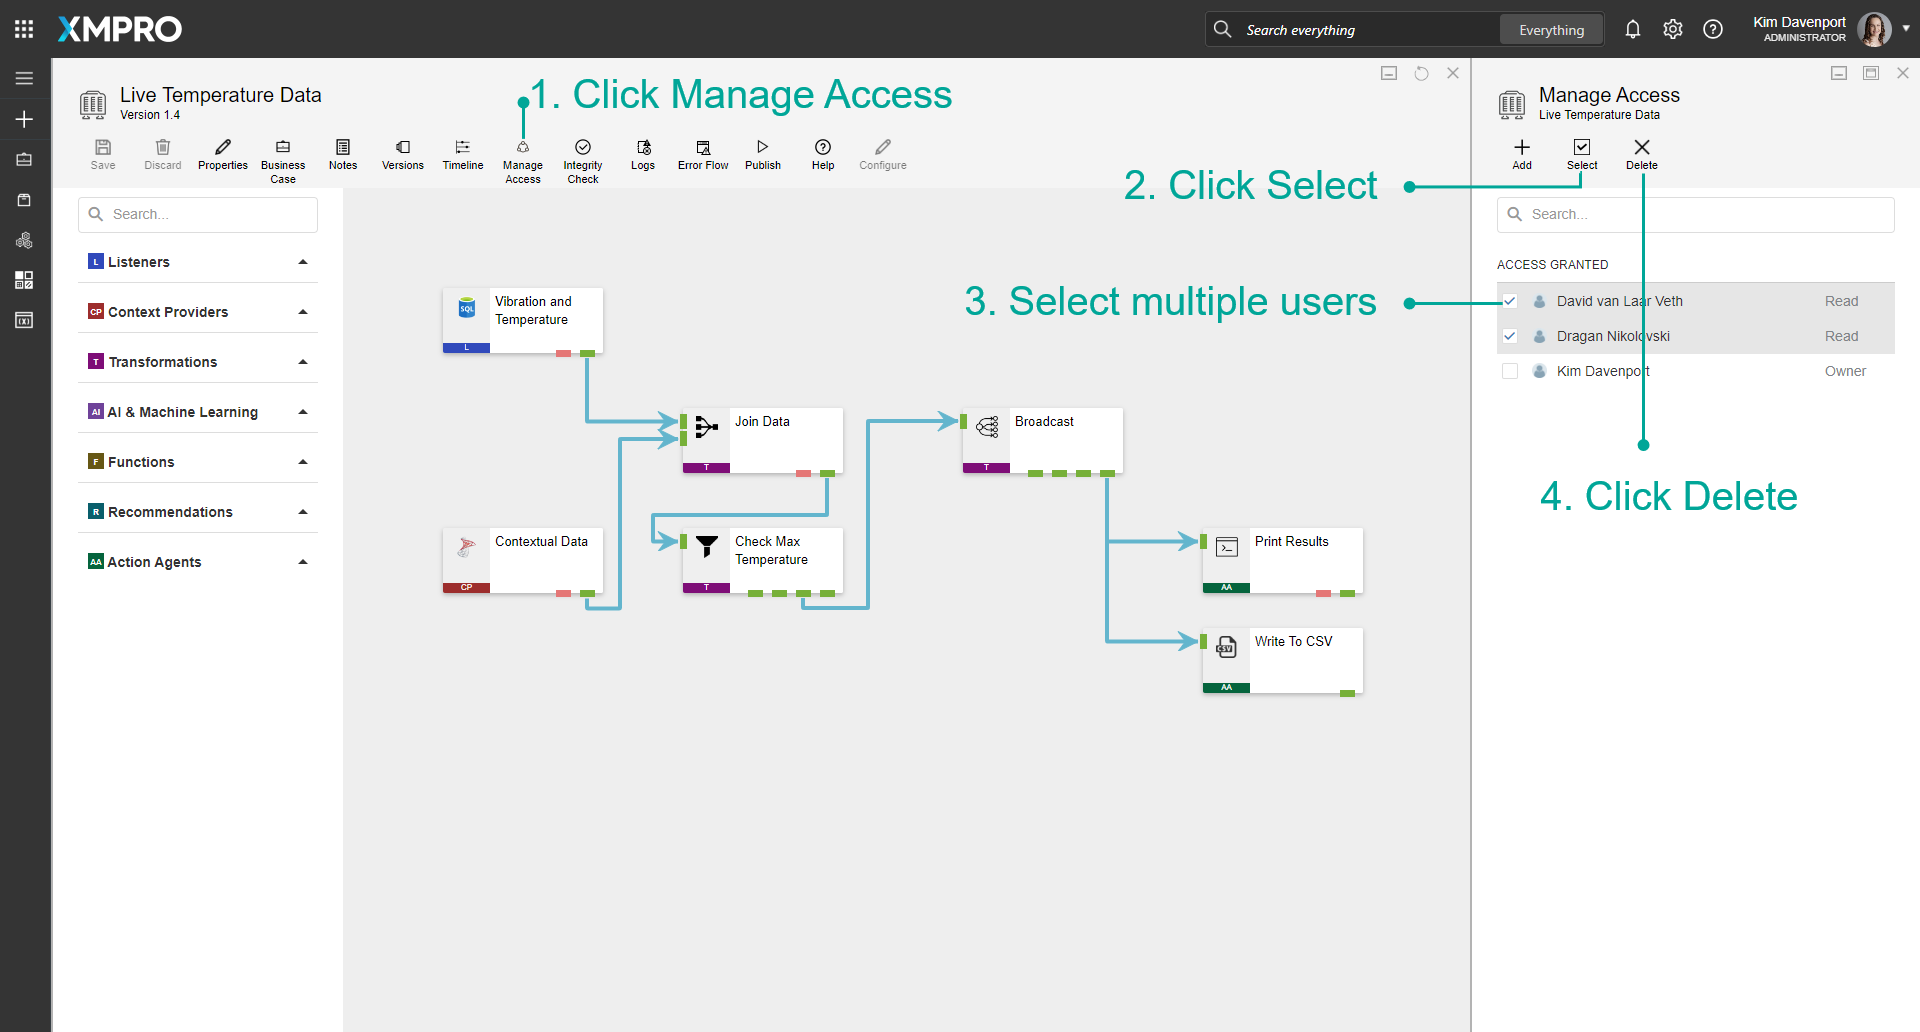 XMPRO
Search everything
Everything
Kim Davenport
ADMINISTRATOR
Live Temperature Data
Version 1.4
1. Click Manage Access
Save
Discard
Properties
Business
Case
Notes
Versions
Timeline
Manage
Access
Integrity
Check
Logs
Error Flow
Publish
Help
Configure
Manage Access
Live Temperature Data
Add
Select
Delete
2. Click Select
Search...
L Listeners
CP Context Providers
T Transformations
AI AI & Machine Learning
F Functions
R Recommendations
AA Action Agents
SQL
Vibration and
Temperature
L
Join Data
T
Contextual Data
CP
Check Max
Temperature
T
Broadcast
T
Print Results
AA
CSV
Write To CSV
AA
Search...
ACCESS GRANTED
3. Select multiple users
David van Laar Veth Read
Dragan Nikolovski Read
Kim Davenport Owner
4. Click Delete